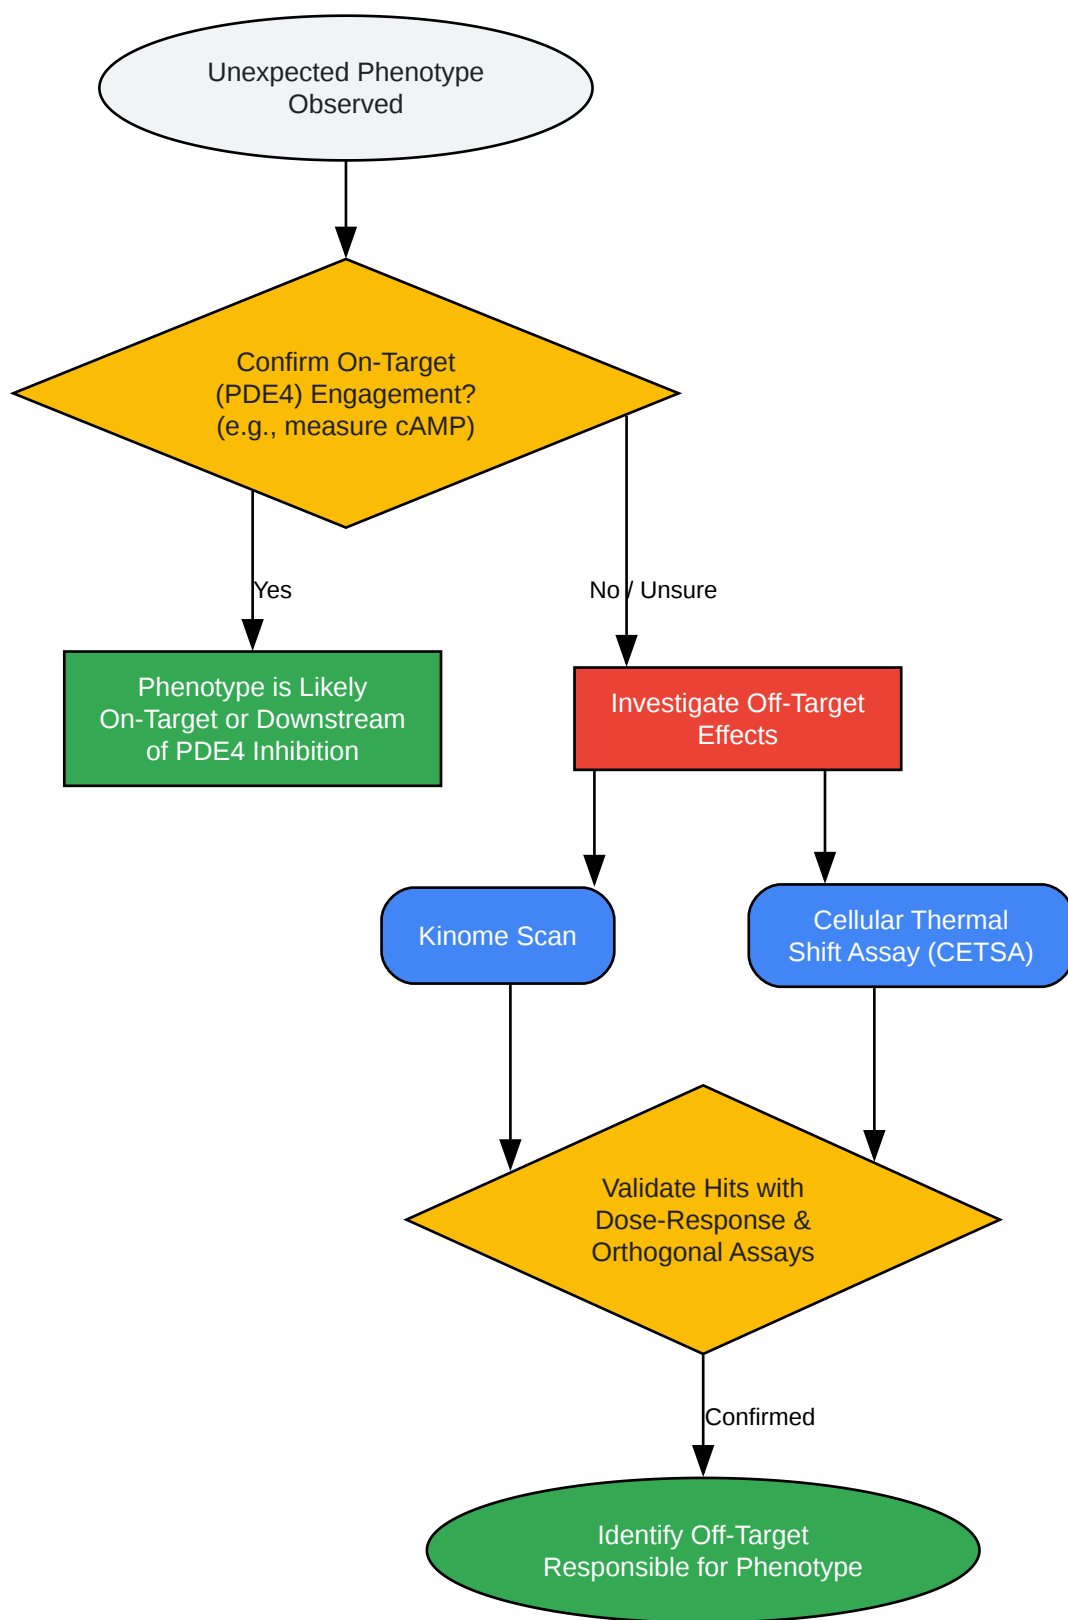 Unexpected Phenotype
Observed
Confirm On-Target
(PDE4) Engagement?
(e.g., measure cAMP)
Yes
No / Unsure
Phenotype is Likely
On-Target or Downstream
of PDE4 Inhibition
Investigate Off-Target
Effects
Kinome Scan
Cellular Thermal
Shift Assay (CETSA)
Validate Hits with
Dose-Response &
Orthogonal Assays
Confirmed
Identify Off-Target
Responsible for Phenotype